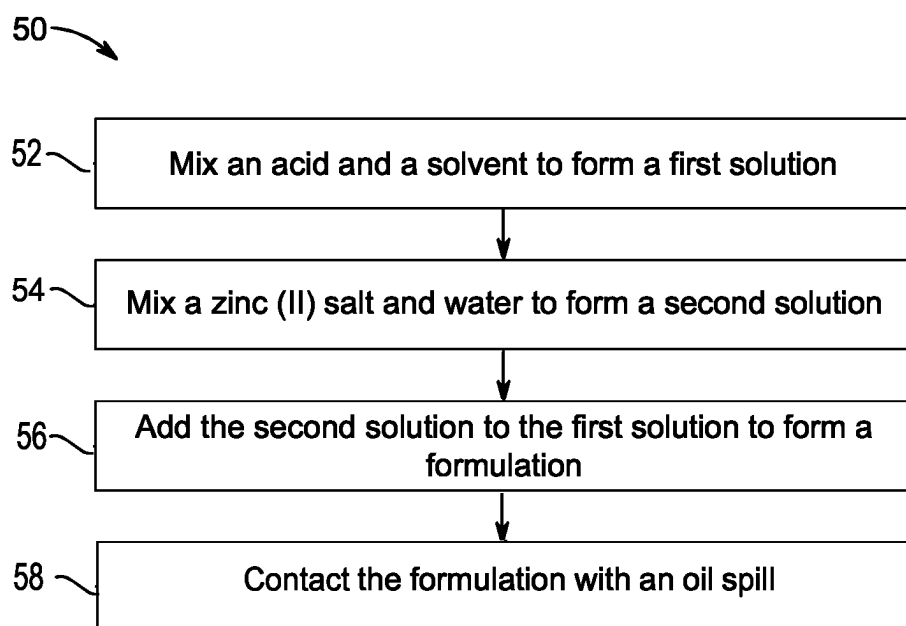 50
52
Mix an acid and a solvent to form a first solution
54
Mix a zinc (II) salt and water to form a second solution
56
Add the second solution to the first solution to form a
formulation
58
Contact the formulation with an oil spill